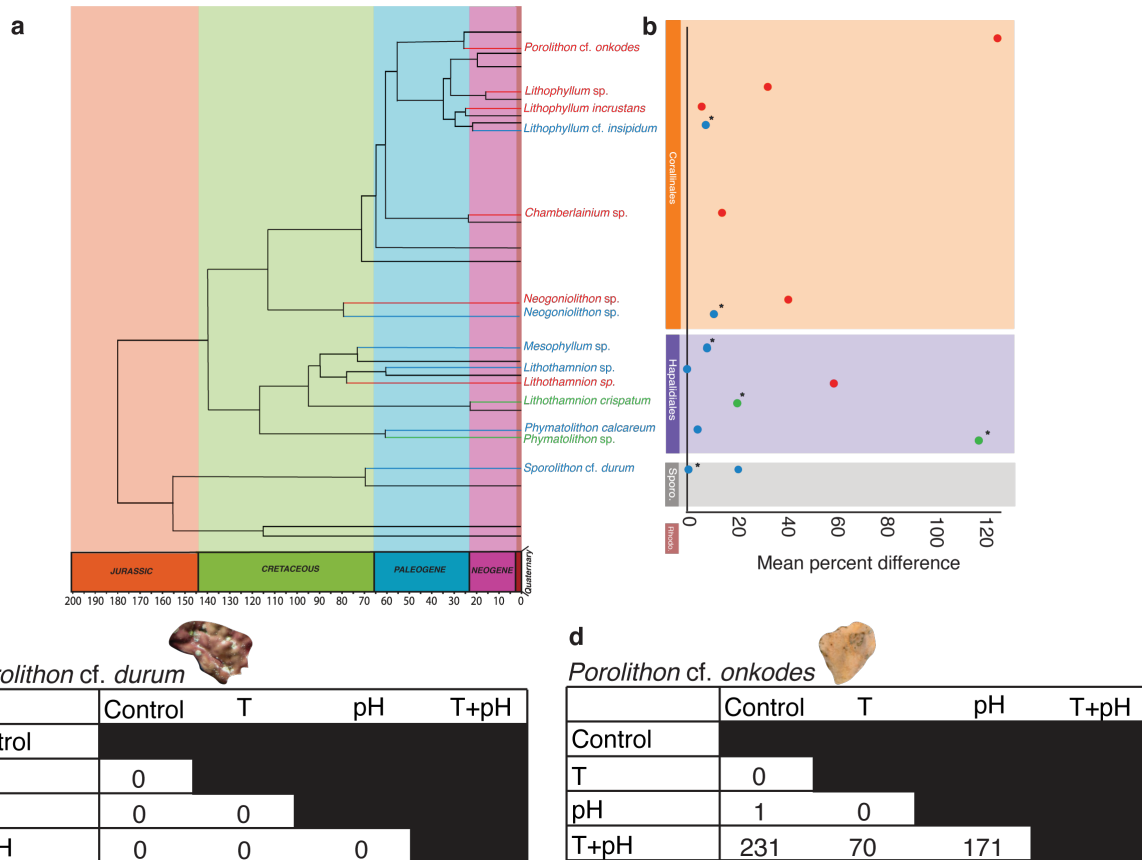 a
Porolithon cf. onkodes
Lithophyllum sp.
Lithophyllum incrustans
Lithophyllum cf. insipidum
Chamberlainium sp.
Neogoniolithon sp.
Neogoniolithon sp.
Mesophyllum sp.
Lithothamnion sp.
Lithothamnion sp.
Lithothamnion crispatum
Phymatolithon calcareum
Phymatolithon sp.
Sporolithon cf. durum
JURASSIC CRETACEOUS PALEOGENE NEOGENE Quaternary
200 190 180 170 160 150 140 130 120 110 100 90 80 70 60 50 40 30 20 10 0
b
Corallinales
Hapalidiales
Sporo.
Rhodo.
*
*
*
*
*
*
0 20 40 60 80 100 120
Mean percent difference
rolithon cf. durum
Control T pH T+pH
trol
0
0 0
H 0 0 0
d
Porolithon cf. onkodes
Control T pH T+pH
Control
T 0
pH 1 0
T+pH 231 70 171